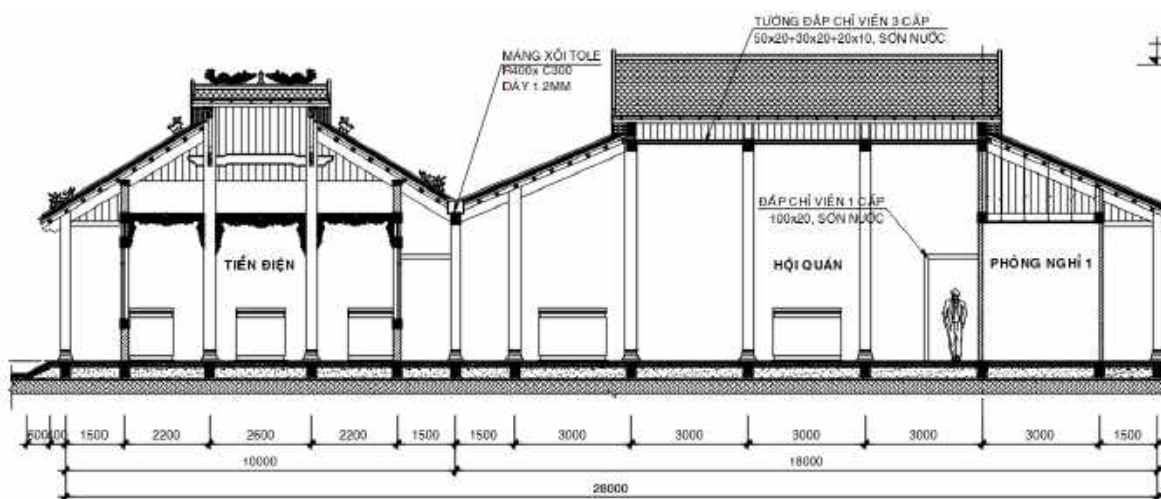 TƯỜNG ĐẮP CHỈ VIỀN 3 CẤP
50x20+30x20+20x10, SƠN NƯỚC
MÁNG XỐI TOLE
R400x C300
DÀY 1.2MM
ĐẮP CHỈ VIỀN 1 CẤP
100x20, SƠN NƯỚC
TIỀN ĐIỆN
HỘI QUÁN
PHÒNG NGHỈ 1
600 400 1500 2200 2600 2200 1500 1500 3000 3000 3000 3000 3000 1500
10000 18000
28000